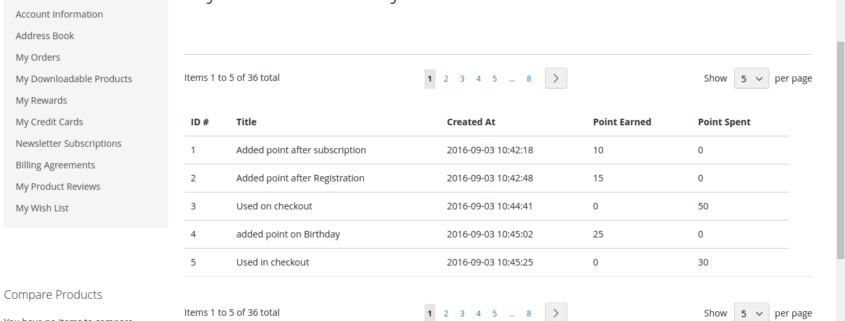 Account Information
Address Book
My Orders
My Downloadable Products
My Rewards
My Credit Cards
Newsletter Subscriptions
Billing Agreements
My Product Reviews
My Wish List
Compare Products
Items 1 to 5 of 36 total 1 2 3 4 5 ... 8 > Show 5 per page
ID # Title Created At Point Earned Point Spent
1 Added point after subscription 2016-09-03 10:42:18 10 0
2 Added point after Registration 2016-09-03 10:42:48 15 0
3 Used on checkout 2016-09-03 10:44:41 0 50
4 added point on Birthday 2016-09-03 10:45:02 25 0
5 Used in checkout 2016-09-03 10:45:25 0 30
Items 1 to 5 of 36 total 1 2 3 4 5 ... 8 > Show 5 per page
You have no items to compare.